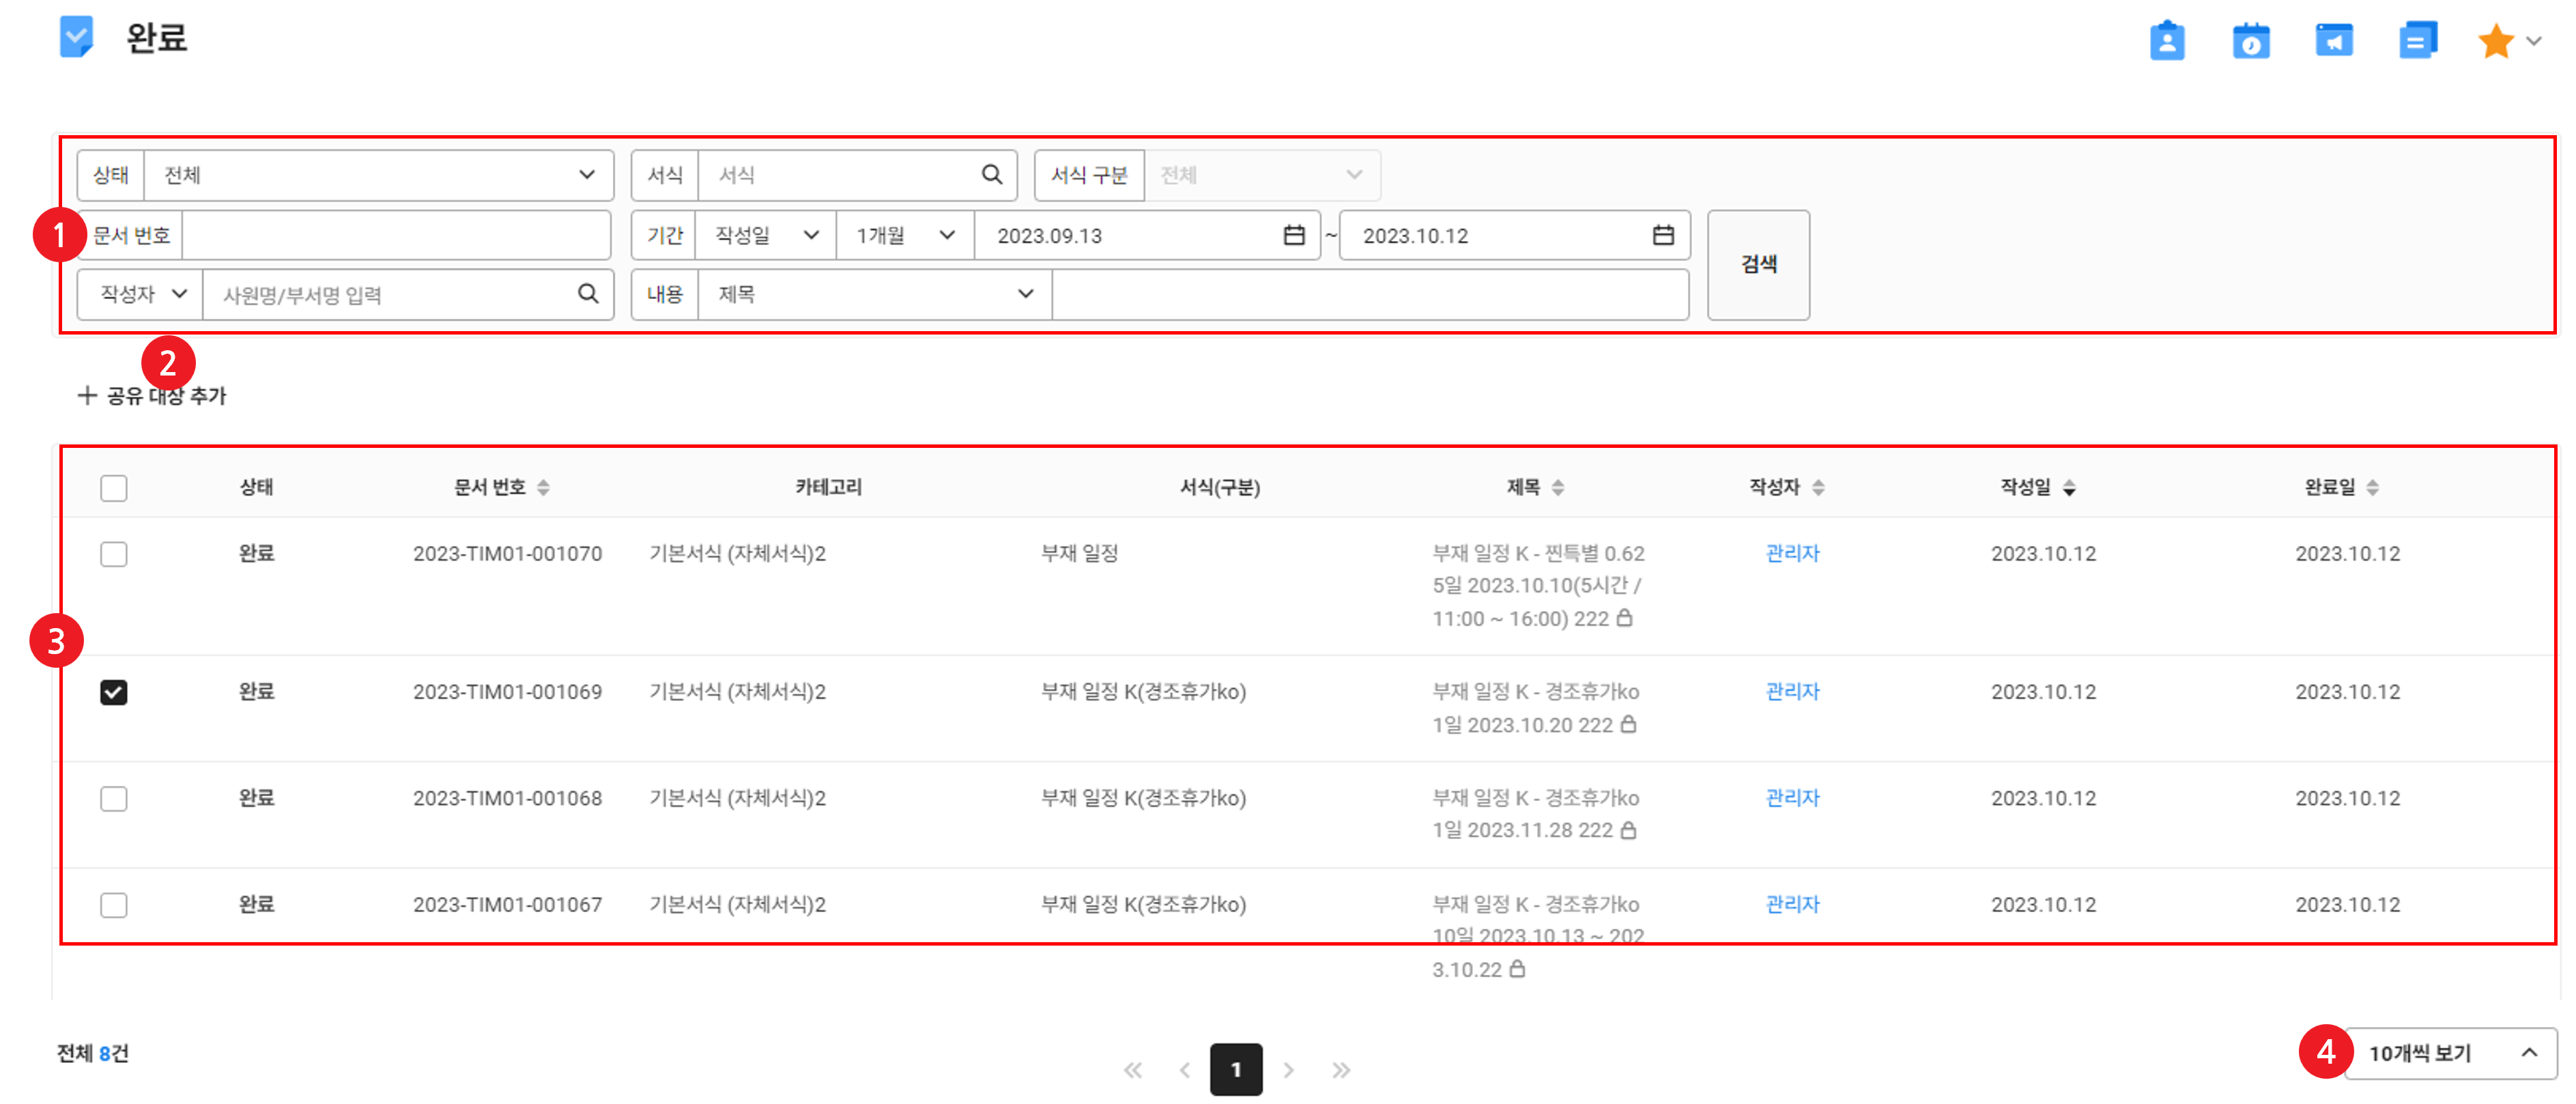 완료
상태 전체 서식 서식 서식 구분 전체
1 문서 번호 기간 작성일 1개월 2023.09.13 ~ 2023.10.12 검색
작성자 사원명/부서명 입력 내용 제목
2
공유 대상 추가
상태 문서 번호 카테고리 서식(구분) 제목 작성자 작성일 완료일
완료 2023-TIM01-001070 기본서식 (자체서식)2 부재 일정 부재 일정 K - 찐특별 0.62 관리자 2023.10.12 2023.10.12
5일 2023.10.10(5시간 /
11:00 ~ 16:00) 222
3
완료 2023-TIM01-001069 기본서식 (자체서식)2 부재 일정 K(경조휴가ko) 부재 일정 K - 경조휴가ko 관리자 2023.10.12 2023.10.12
1일 2023.10.20 222
완료 2023-TIM01-001068 기본서식 (자체서식)2 부재 일정 K(경조휴가ko) 부재 일정 K - 경조휴가ko 관리자 2023.10.12 2023.10.12
1일 2023.11.28 222
완료 2023-TIM01-001067 기본서식 (자체서식)2 부재 일정 K(경조휴가ko) 부재 일정 K - 경조휴가ko 관리자 2023.10.12 2023.10.12
10일 2023.10.13 ~ 202
3.10.22
전체 8건 « < 1 > » 4 10개씩 보기